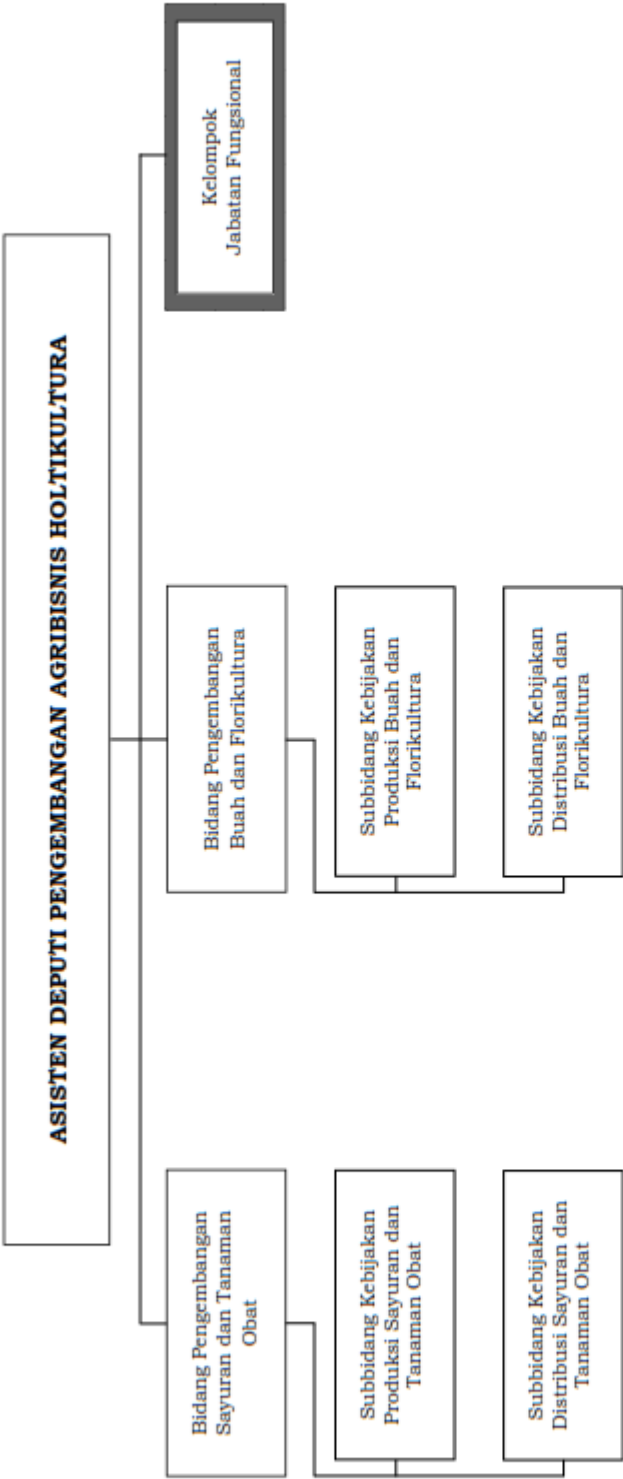 ASISTEN DEPUTI PENGEMBANGAN AGRIBISNIS HOLTIKULTURA
Bidang Pengembangan
Sayuran dan Tanaman
Obat
Bidang Pengembangan
Buah dan Florikultura
Kelompok
Jabatan Fungsional
Subbidang Kebijakan
Produksi Sayuran dan
Tanaman Obat
Subbidang Kebijakan
Produksi Buah dan
Florikultura
Subbidang Kebijakan
Distribusi Sayuran dan
Tanaman Obat
Subbidang Kebijakan
Distribusi Buah dan
Florikultura